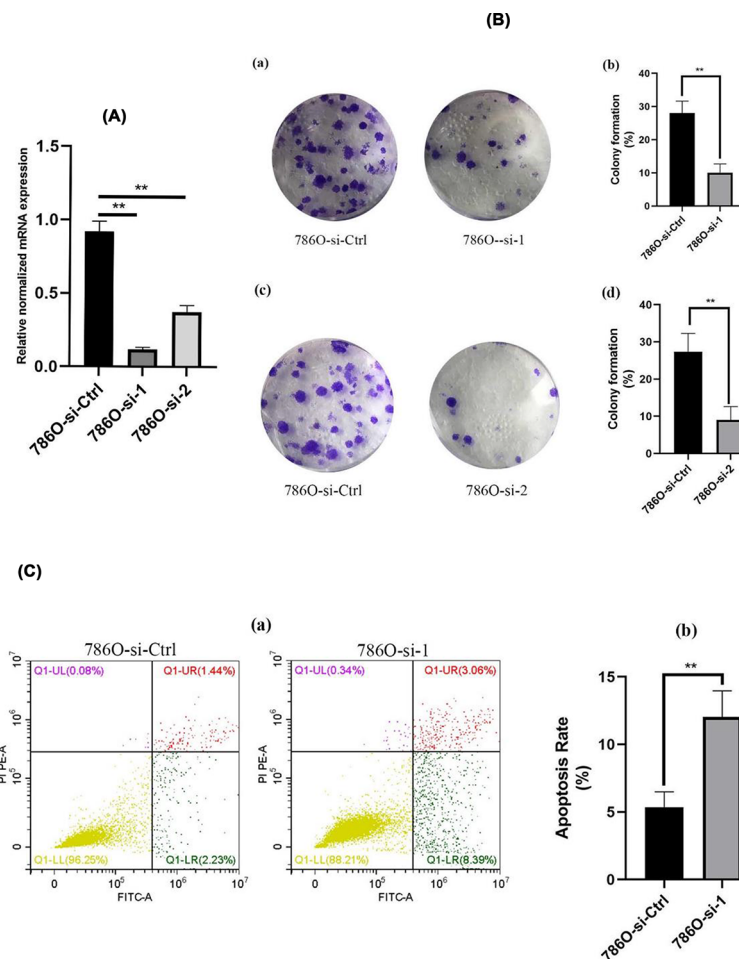 (B)
(a)
(b)
(A)
Relative normalized mRNA expression
1.5
1.0
0.5
0.0
**
**
786O-si-Ctrl
786O-si-1
786O-si-2
786O-si-Ctrl
786O--si-1
Colony formation
(%)
40
30
20
10
0
**
786O-si-Ctrl
786O-si-1
(c)
(d)
786O-si-Ctrl
786O-si-2
Colony formation
(%)
40
30
20
10
0
**
786O-si-Ctrl
786O-si-2
(C)
(a)
786O-si-Ctrl
786O-si-1
Q1-UL(0.08%)
Q1-UR(1.44%)
Q1-LL(96.25%)
Q1-LR(2.23%)
PI PE-A
10⁷
10⁶
10⁵
0
0
10⁵
10⁶
10⁷
FITC-A
Q1-UL(0.34%)
Q1-UR(3.06%)
Q1-LL(88.21%)
Q1-LR(8.39%)
PI PE-A
10⁷
10⁶
10⁵
0
0
10⁵
10⁶
10⁷
FITC-A
(b)
Apoptosis Rate
(%)
15
10
5
0
**
786O-si-Ctrl
786O-si-1